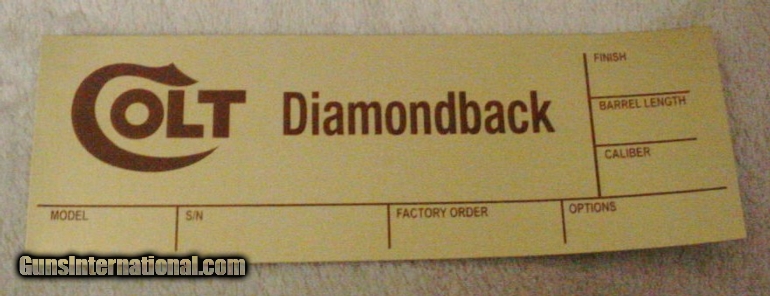 COLT Diamondback
FINISH
BARREL LENGTH
CALIBER
MODEL S/N FACTORY ORDER OPTIONS
GunsInternational.com